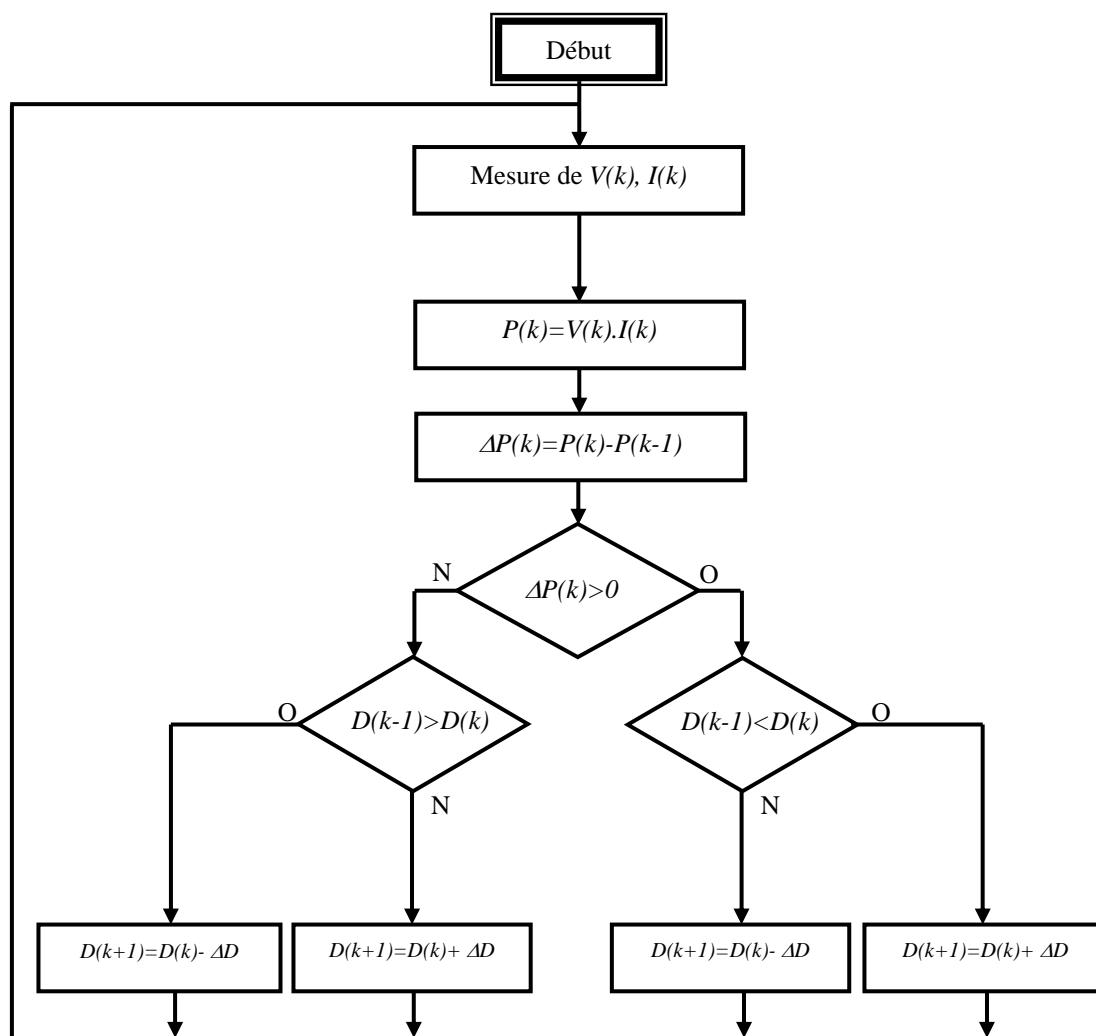 Début
Mesure de V(k), I(k)
P(k)=V(k).I(k)
ΔP(k)=P(k)-P(k-1)
N
O
ΔP(k)>0
O
D(k-1)>D(k)
D(k-1)<D(k)
O
N
N
D(k+1)=D(k)- ΔD
D(k+1)=D(k)+ ΔD
D(k+1)=D(k)- ΔD
D(k+1)=D(k)+ ΔD